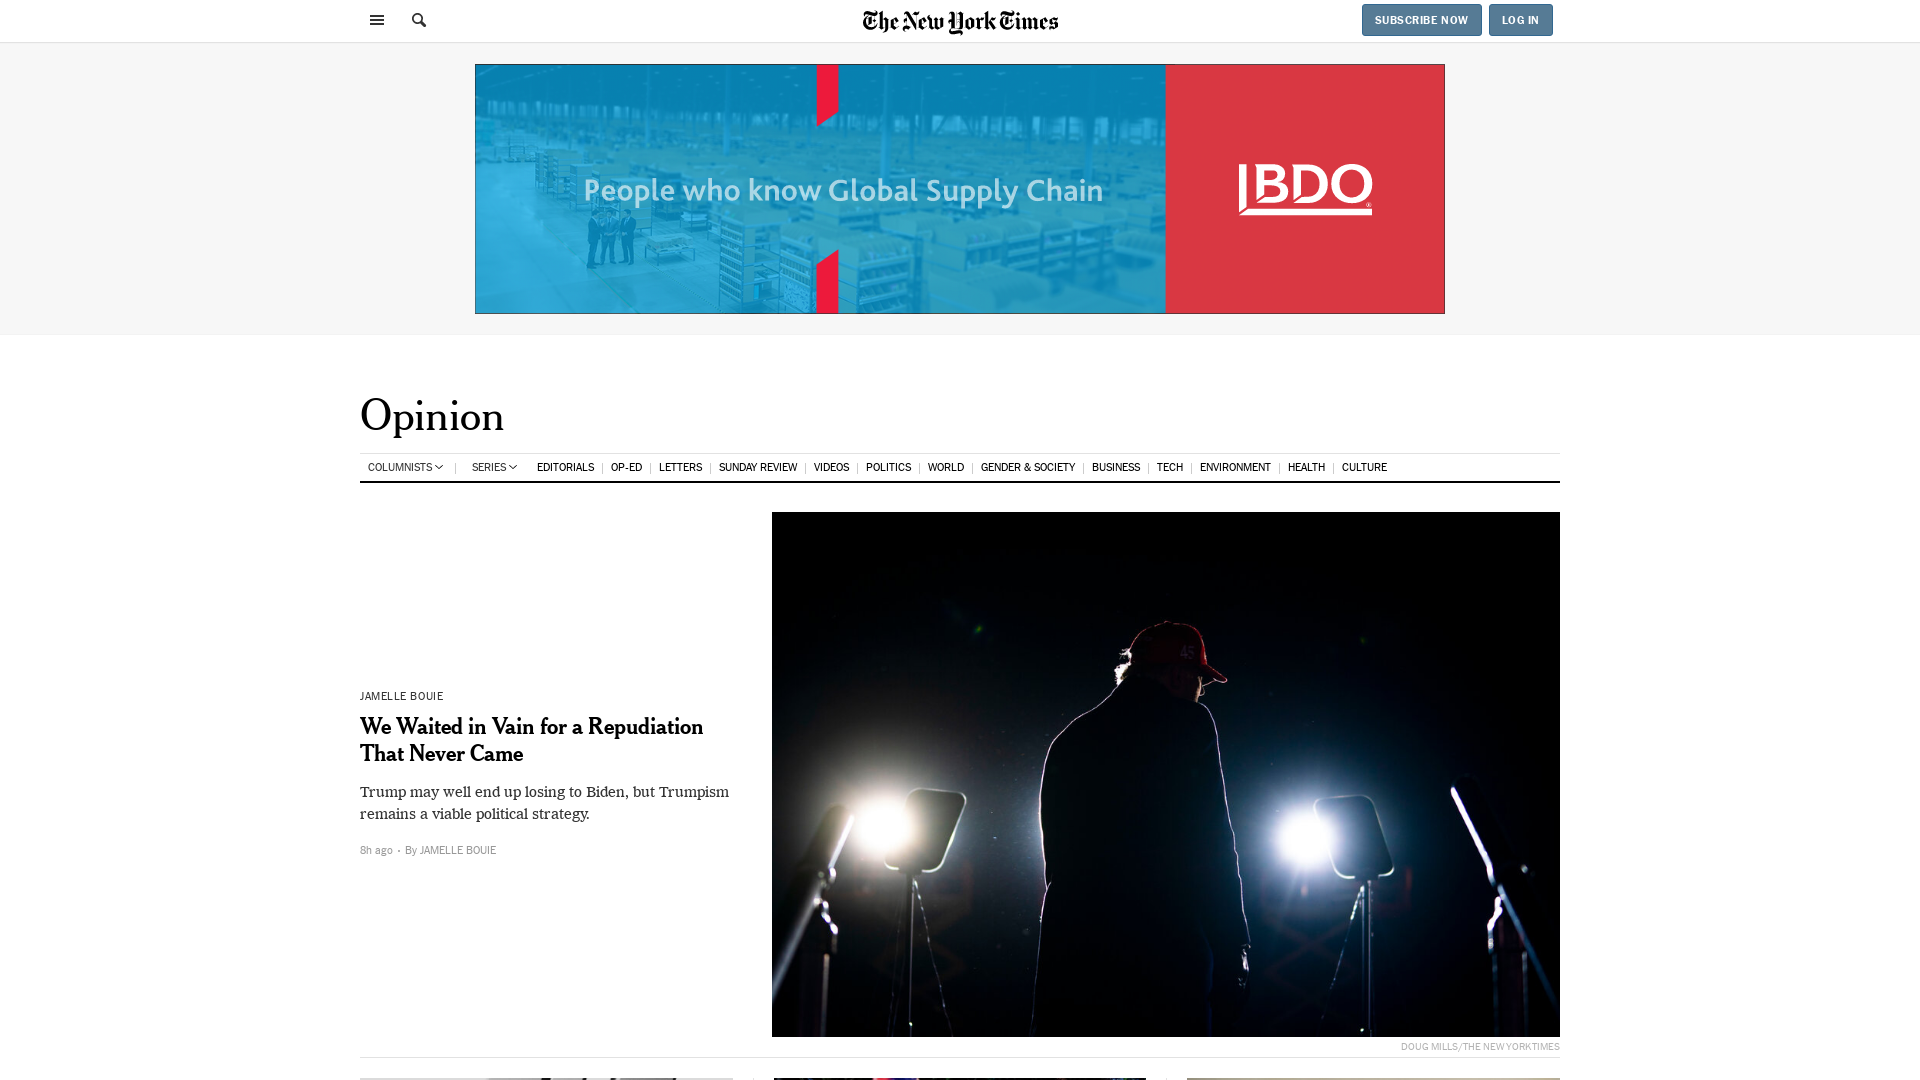 The New York Times
SUBSCRIBE NOW
LOG IN
People who know Global Supply Chain
BDO
®
Opinion
COLUMNISTS
SERIES
EDITORIALS
OP-ED
LETTERS
SUNDAY REVIEW
VIDEOS
POLITICS
WORLD
GENDER & SOCIETY
BUSINESS
TECH
ENVIRONMENT
HEALTH
CULTURE
45
JAMELLE BOUIE
We Waited in Vain for a Repudiation
That Never Came
Trump may well end up losing to Biden, but Trumpism
remains a viable political strategy.
8h ago • By JAMELLE BOUIE
DOUG MILLS/THE NEW YORK TIMES